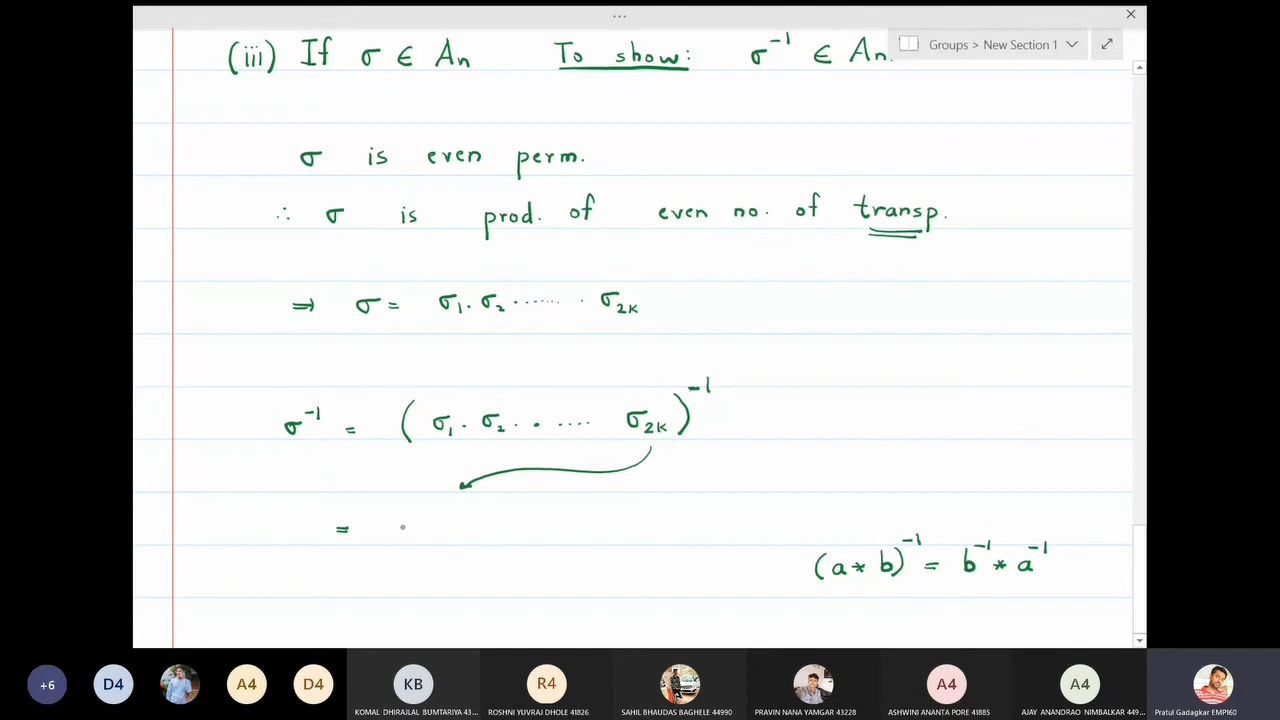 (iii) If σ ∈ An To show: σ⁻¹ ∈ An.
Groups > New Section 1
σ is even perm.
∴ σ is prod. of even no. of transp.
⇒ σ = σ₁ . σ₂ ....... . σ₂ₖ
σ⁻¹ = ( σ₁ . σ₂ . . .... σ₂ₖ )⁻¹
=
(a * b)⁻¹ = b⁻¹ * a⁻¹
+6 D4 A4 D4 KB R4 A4 A4
KOMAL DHIRAJLAL BUMTARIYA 43... ROSHNI YUVRAJ DHOLE 41826 SAHIL BHAUDAS BAGHELE 44990 PRAVIN NANA YAMGAR 43228 ASHWINI ANANTA PORE 41885 AJAY ANANDRAO NIMBALKAR 449... Pratul Gadagkar EMP160